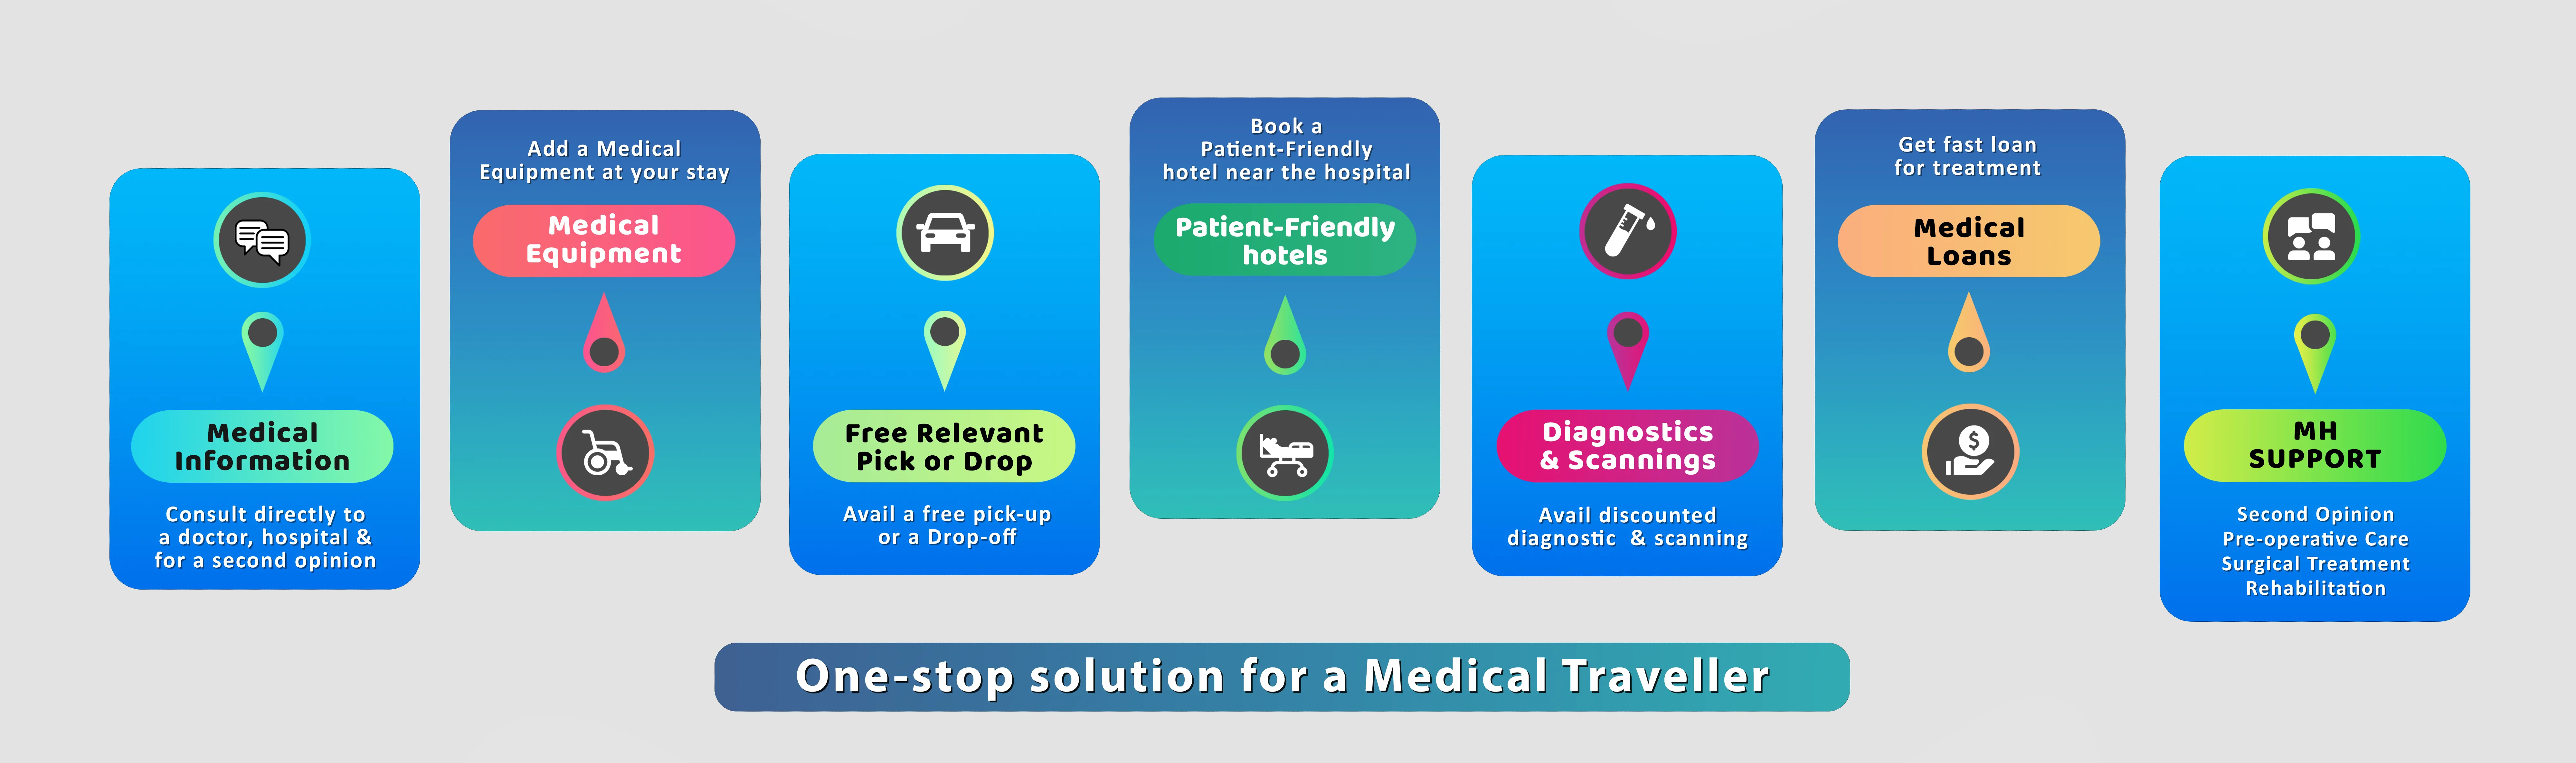 Medical
Information
Consult directly to
a doctor, hospital &
for a second opinion
Add a Medical
Equipment at your stay
Medical
Equipment
Free Relevant
Pick or Drop
Avail a free pick-up
or a Drop-off
Book a
Patient-Friendly
hotel near the hospital
Patient-Friendly
hotels
Diagnostics
& Scannings
Avail discounted
diagnostic & scanning
Get fast loan
for treatment
Medical
Loans
$
MH
SUPPORT
Second Opinion
Pre-operative Care
Surgical Treatment
Rehabilitation
One-stop solution for a Medical Traveller